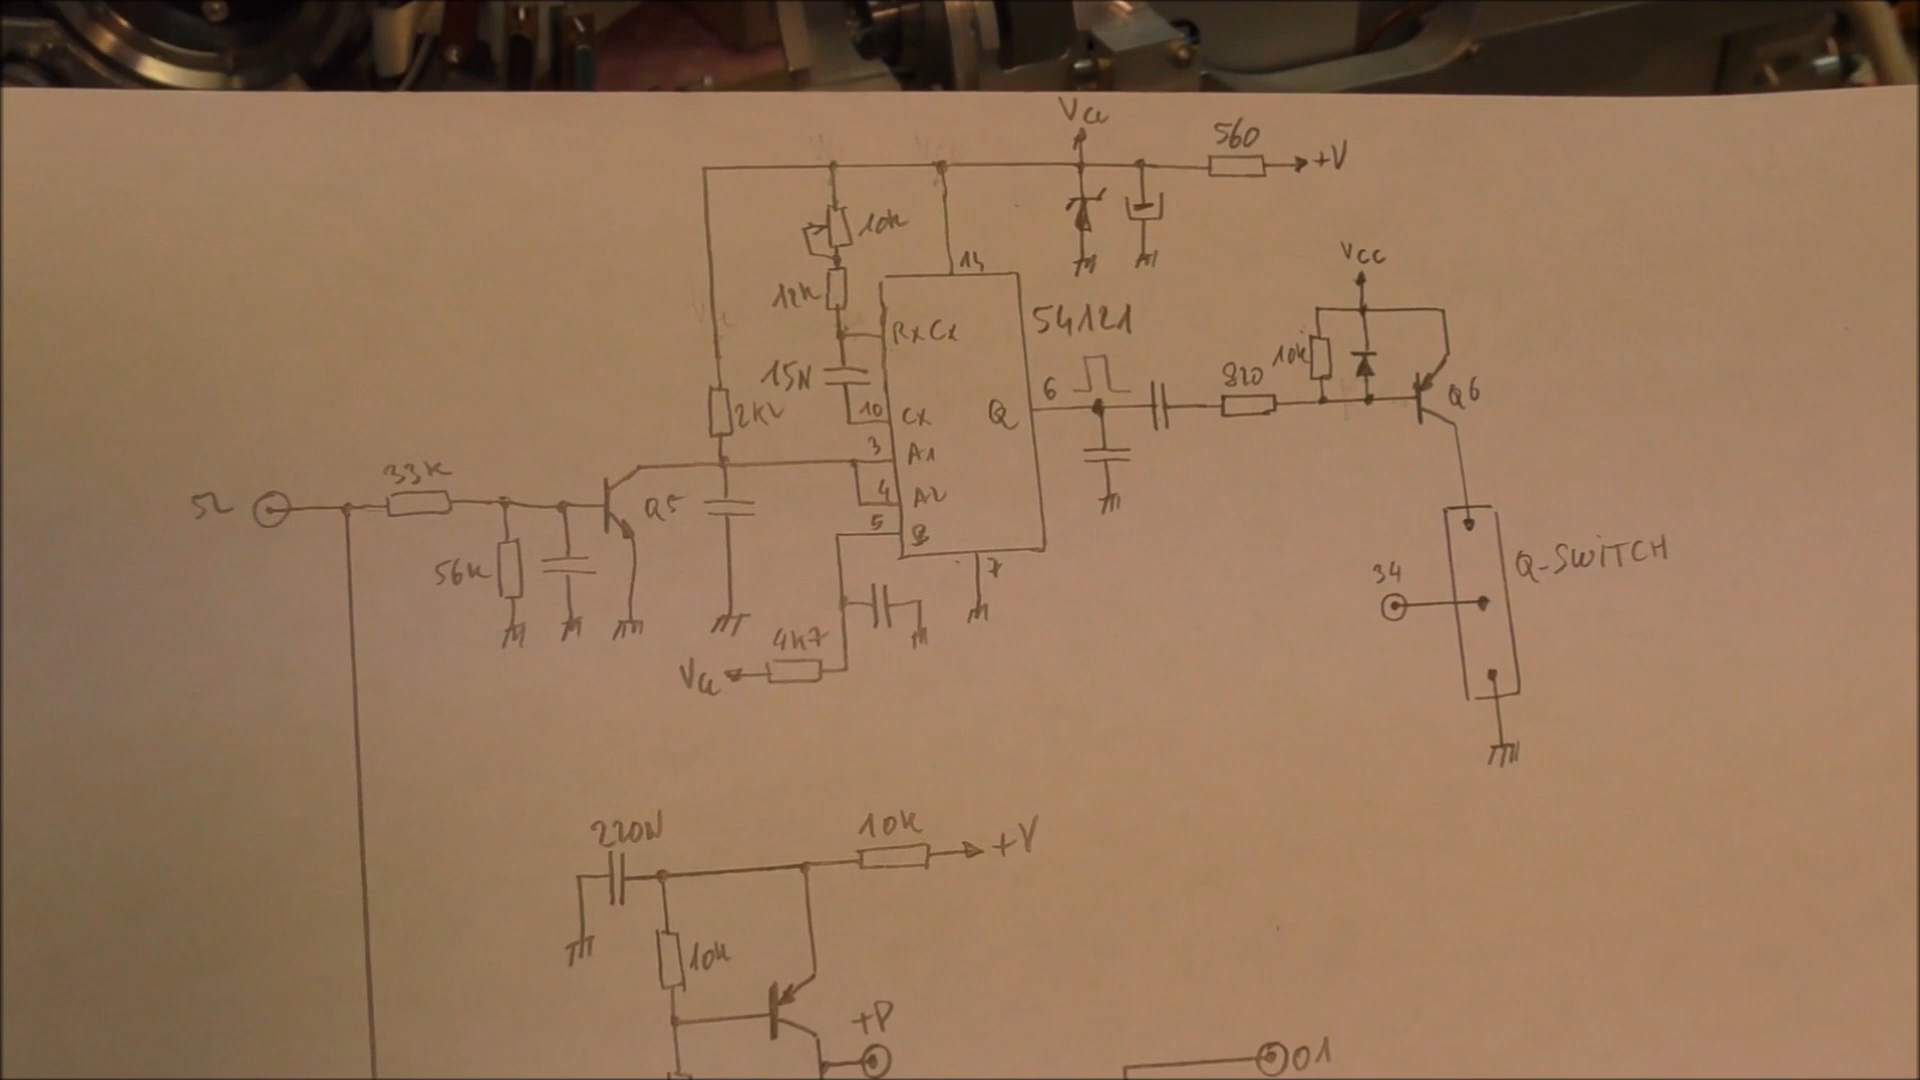 Vcc
560
+V
10k
14
12k
RxCx
54121
Vcc
15N
10k
820
6
Q6
2k2
10
Cx
Q
3
A1
33k
52
Q5
4
A2
5
B
56k
7
34
Q-SWITCH
4k7
Vcc
220N
10k
+V
10k
+P
01